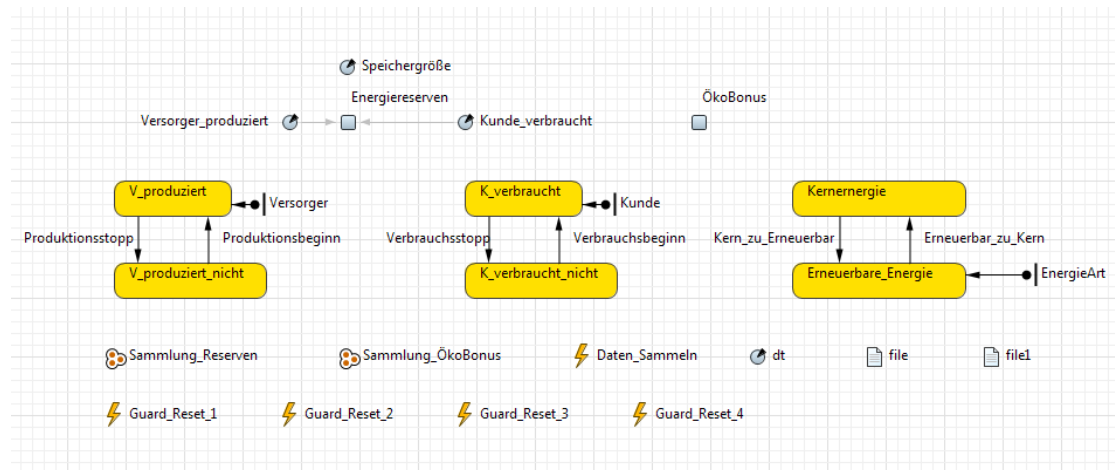 Speichergröße
Energiereserven
ÖkoBonus
Versorger_produziert
Kunde_verbraucht
V_produziert
K_verbraucht
Kernernergie
Versorger
Kunde
Produktionsstopp
Produktionsbeginn
Verbrauchsstopp
Verbrauchsbeginn
Kern_zu_Erneuerbar
Erneuerbar_zu_Kern
V_produziert_nicht
K_verbraucht_nicht
Erneuerbare_Energie
EnergieArt
Sammlung_Reserven
Sammlung_ÖkoBonus
Daten_Sammeln
dt
file
file1
Guard_Reset_1
Guard_Reset_2
Guard_Reset_3
Guard_Reset_4